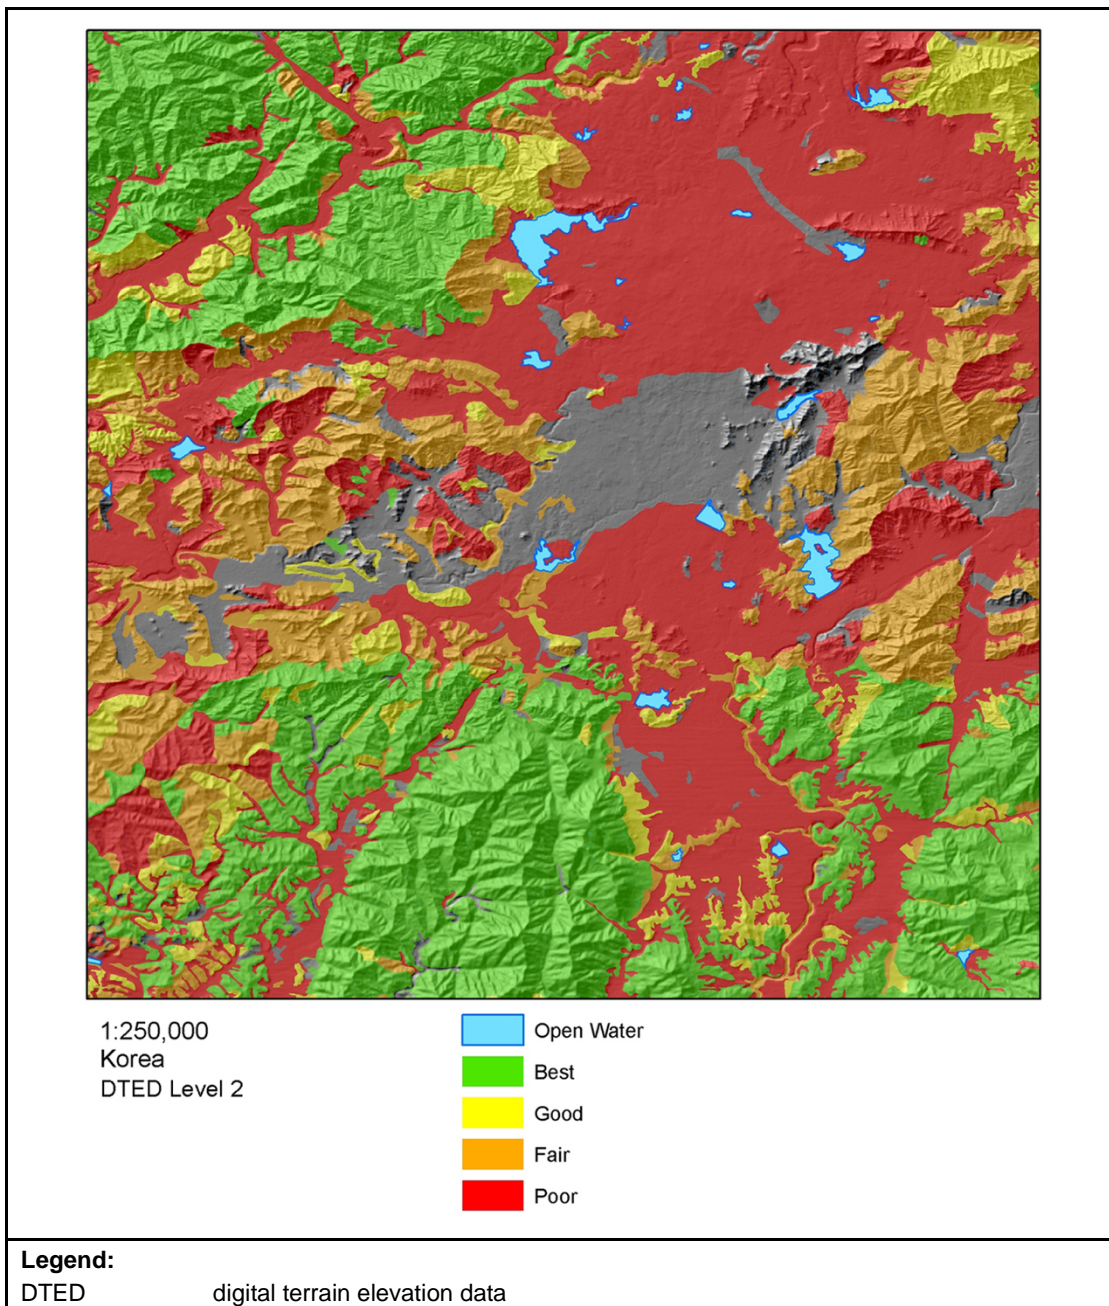 1:250,000
Korea
DTED Level 2
Open Water
Best
Good
Fair
Poor
Legend:
DTED digital terrain elevation data